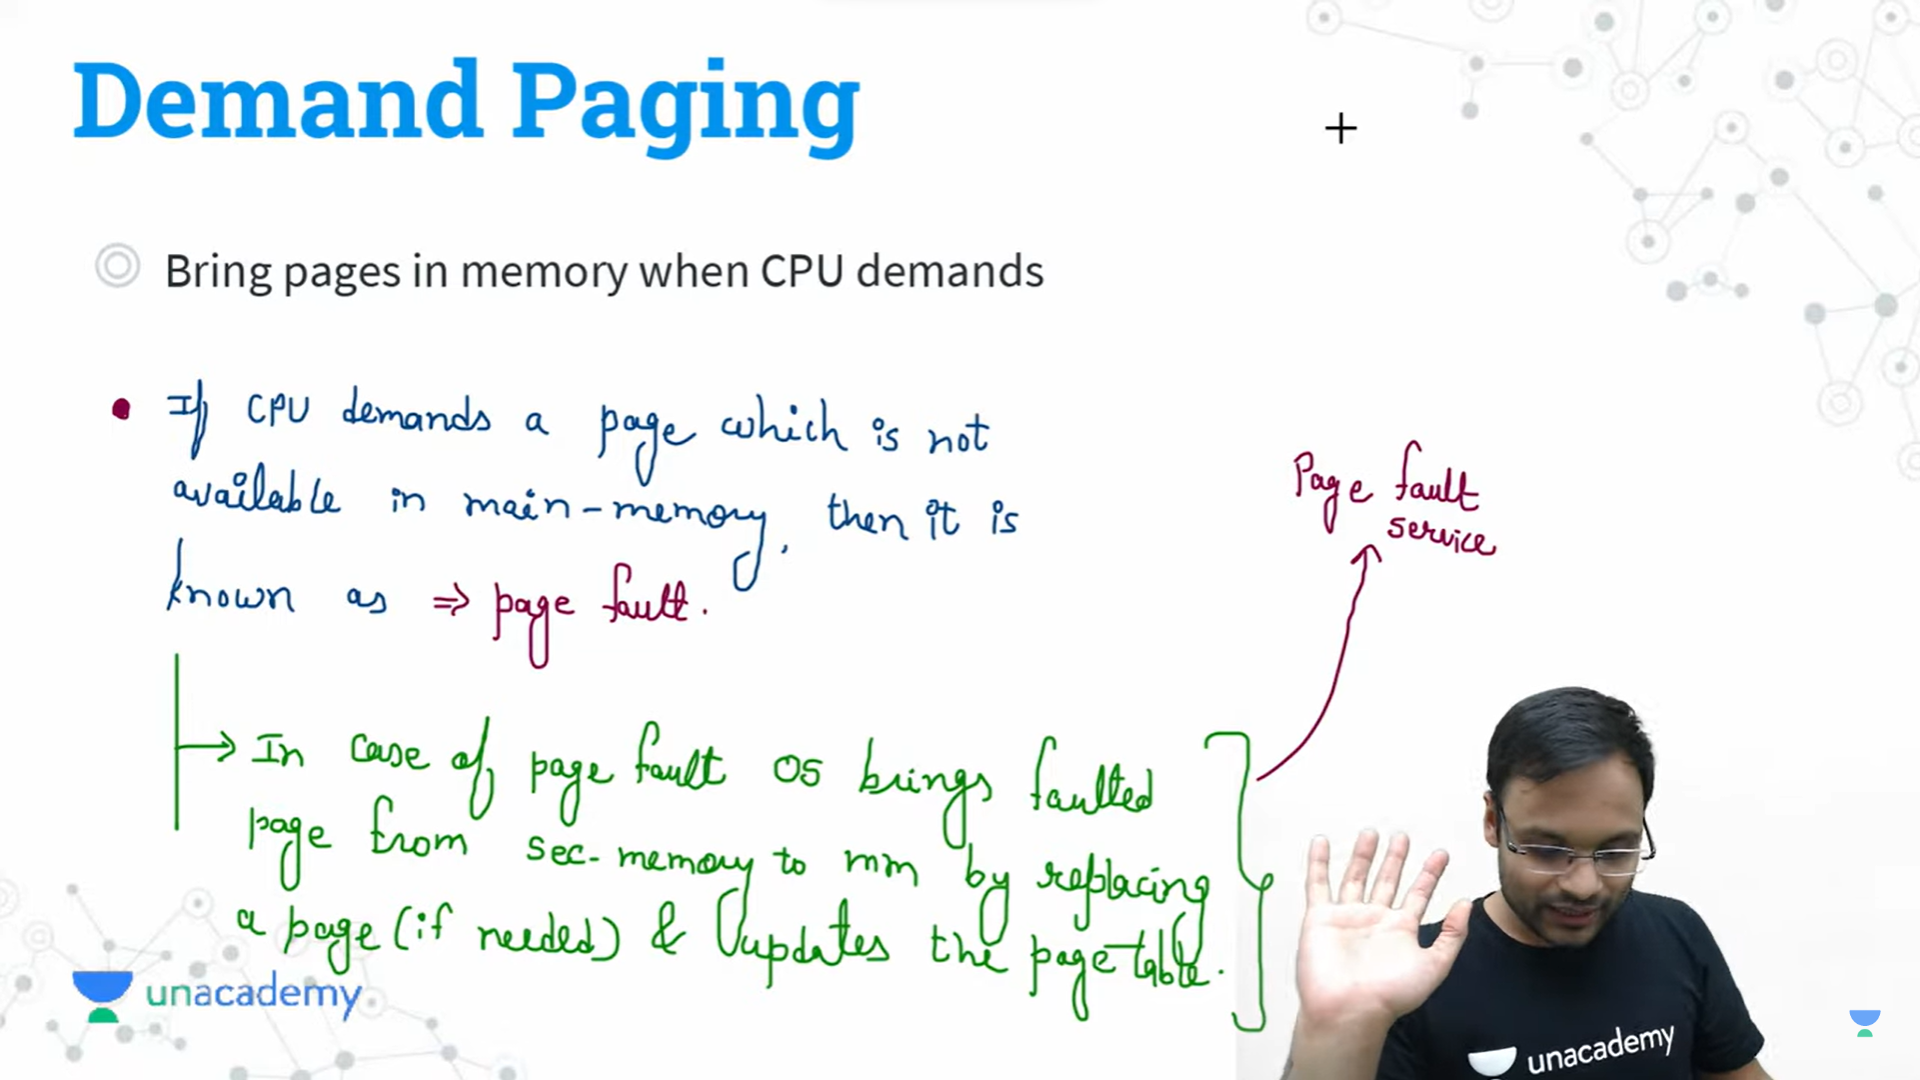 Demand Paging
Bring pages in memory when CPU demands
If CPU demands a page which is not
available in main-memory, then it is
known as ⇒ page fault.
Page fault
service
In case of page fault OS brings faulted
page from sec-memory to mm by replacing
a page (if needed) & updates the page-table.
unacademy
unacademy